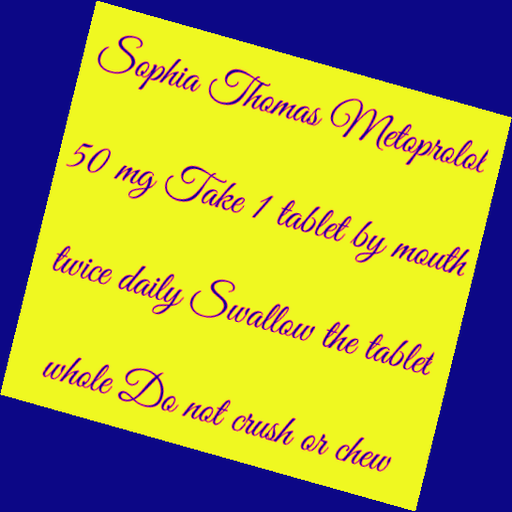 Sophia Thomas Metoprolol
50 mg Take 1 tablet by mouth
twice daily Swallow the tablet
whole Do not crush or chew